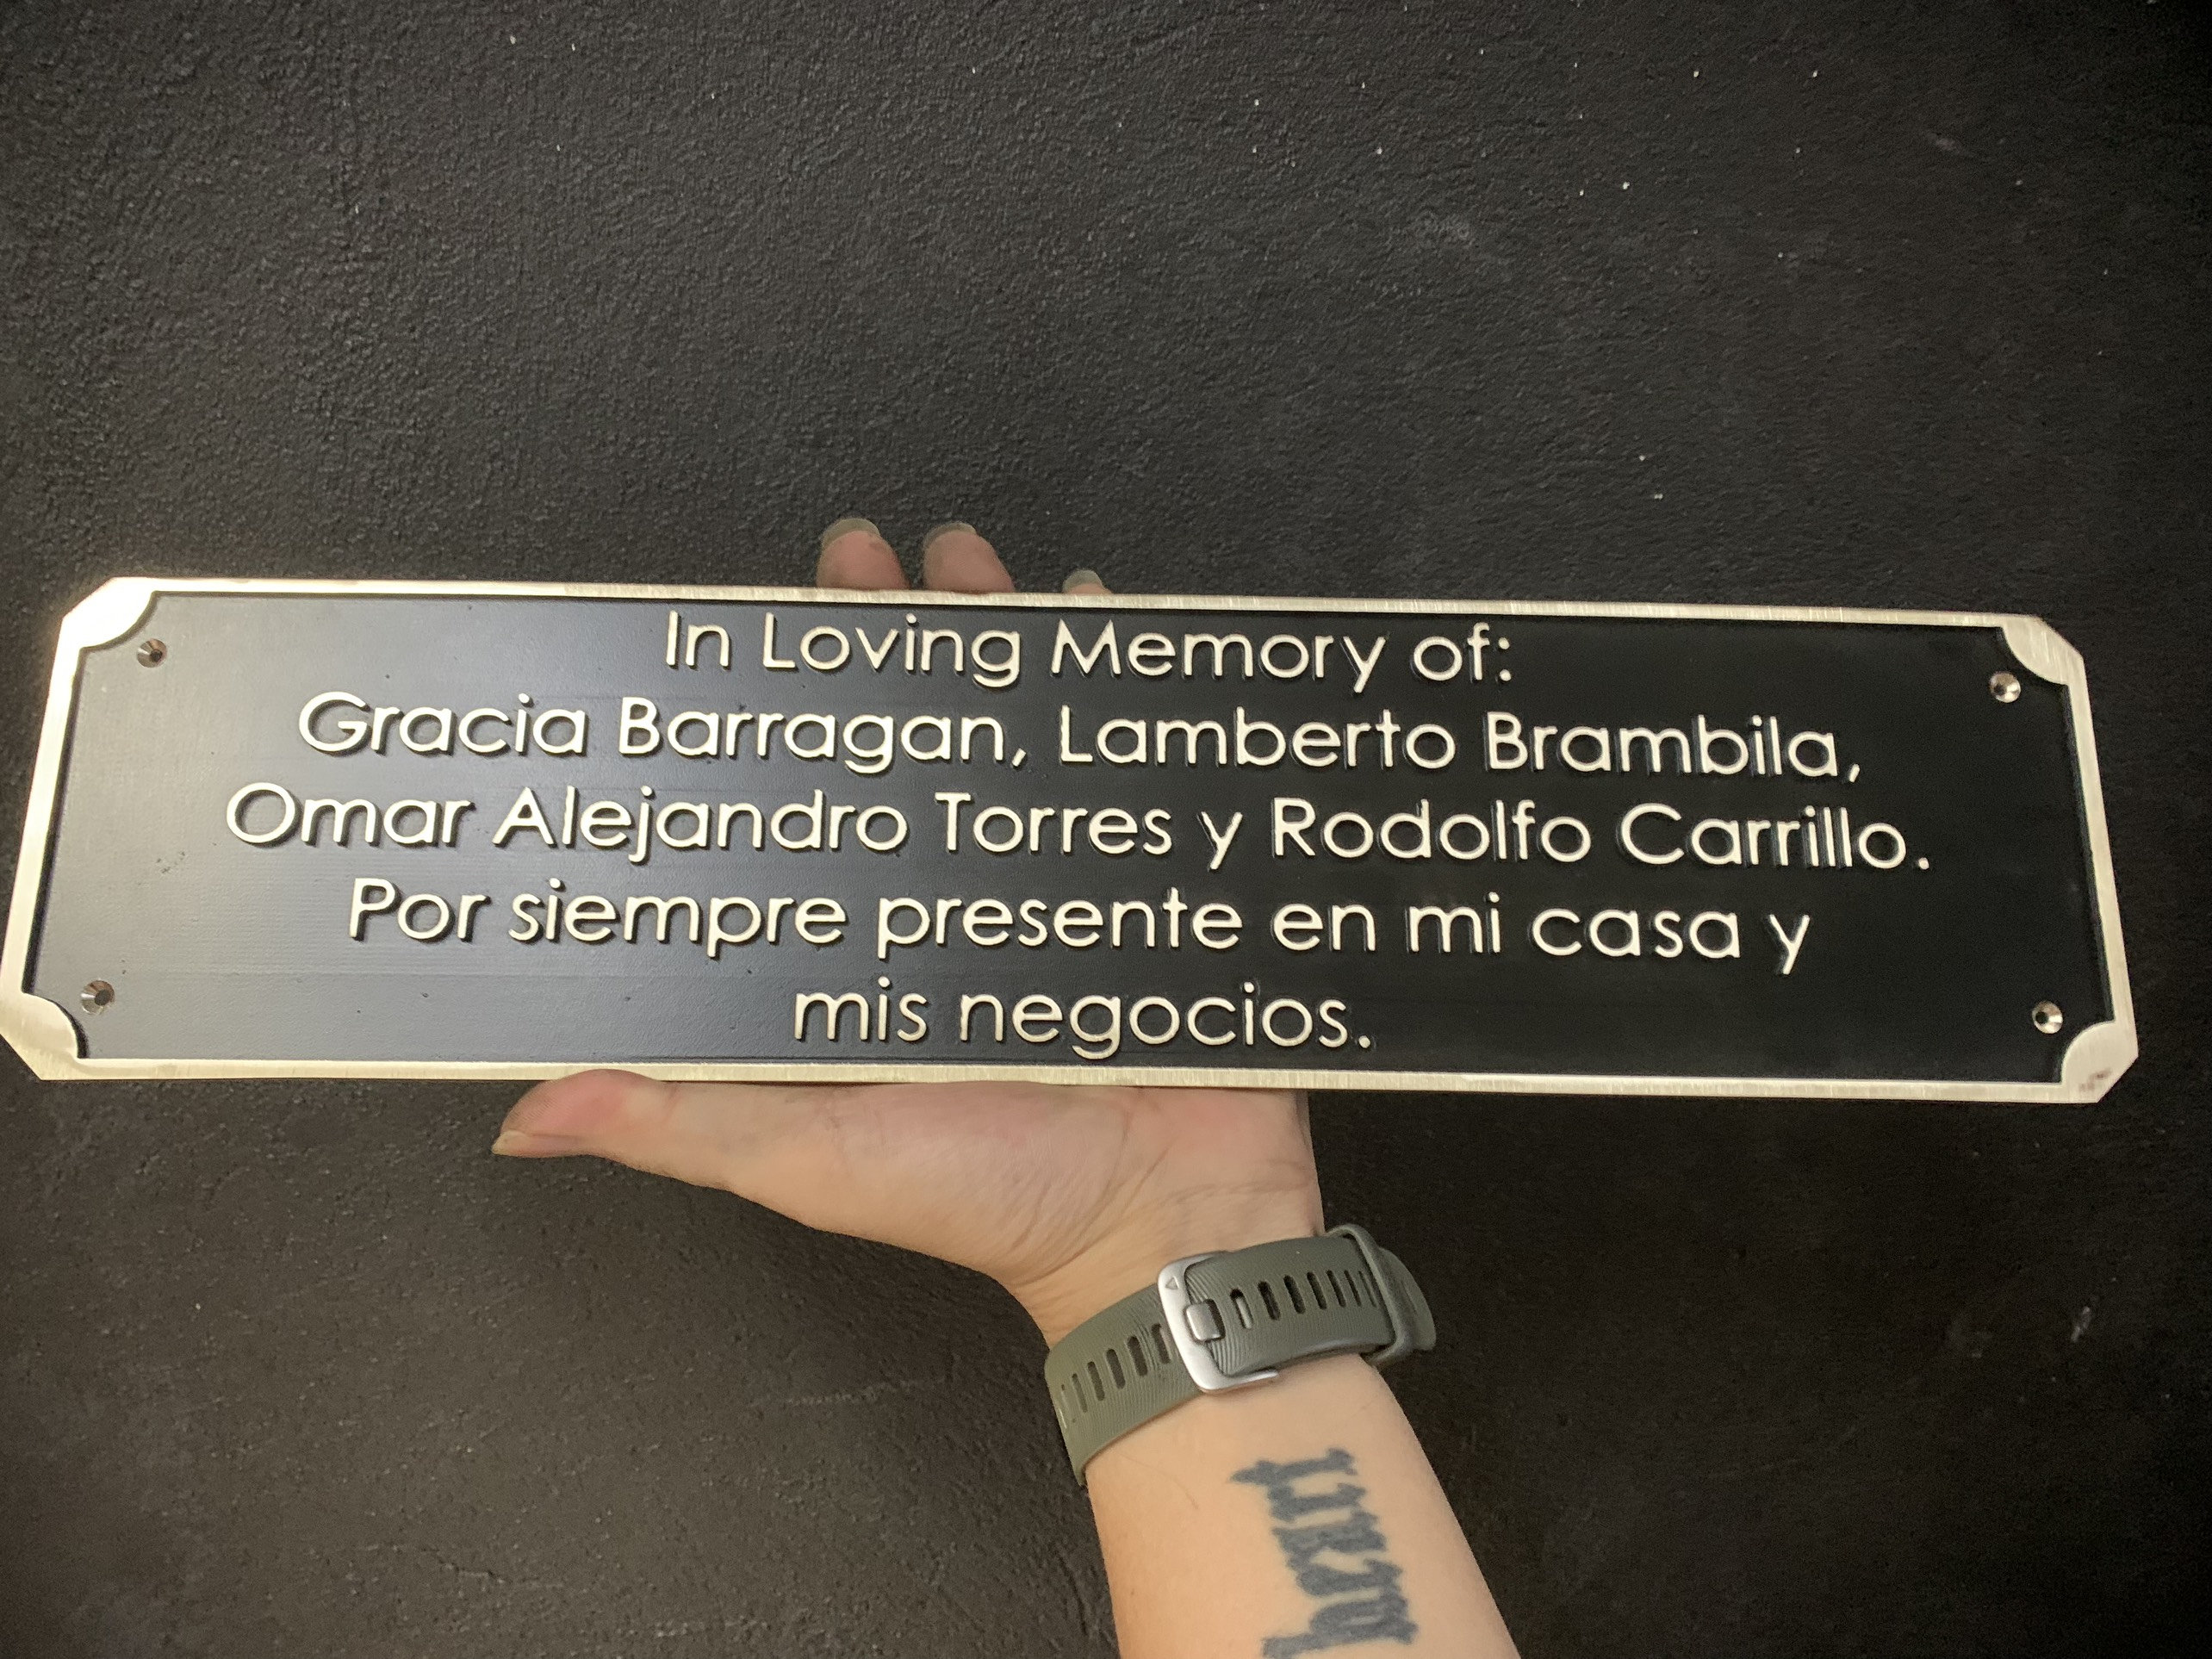 In Loving Memory of:
Gracia Barragan, Lamberto Brambila,
Omar Alejandro Torres y Rodolfo Carrillo.
Por siempre presente en mi casa y
mis negocios.
heart